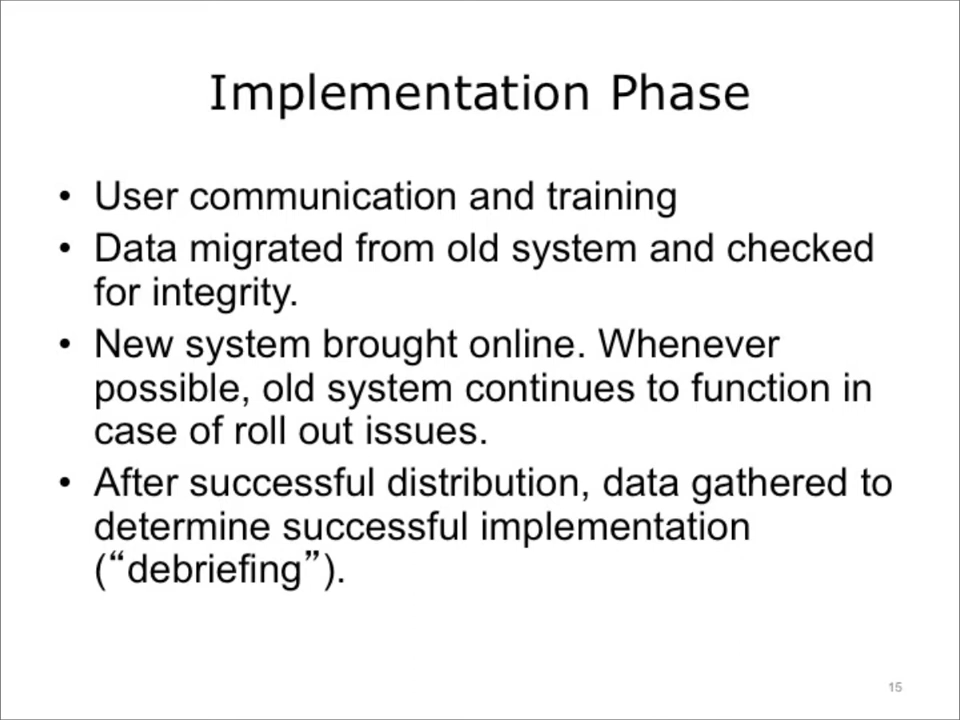 Implementation Phase
• User communication and training
• Data migrated from old system and checked
for integrity.
• New system brought online. Whenever
possible, old system continues to function in
case of roll out issues.
• After successful distribution, data gathered to
determine successful implementation
(“debriefing”).
15